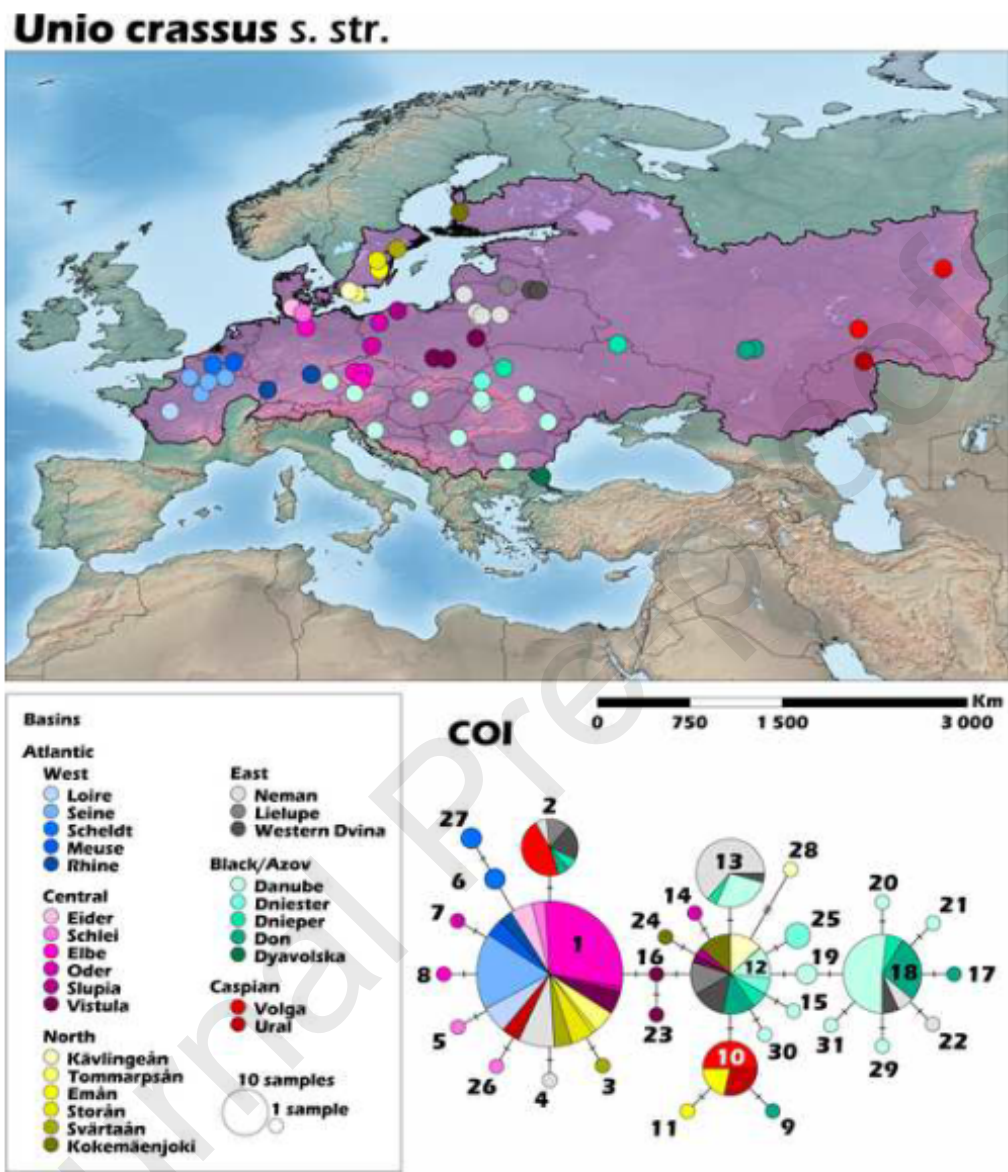 Unio crassus s. str.
Km
0 750 1 500 3 000
Basins
Atlantic
West
Loire
Seine
Scheldt
Meuse
Rhine
Central
Eider
Schlei
Elbe
Oder
Slupia
Vistula
North
Kävlingeån
Tommarpsån
Emån
Storån
Svärtaån
Kokemäenjoki
East
Neman
Lielupe
Western Dvina
Black/Azov
Danube
Dniester
Dnieper
Don
Dyavolska
Caspian
Volga
Ural
10 samples
1 sample
COI
27
2
6
7
1
8
5
26
4
3
13
28
14
24
16
23
12
25
19
15
30
10
11
9
20
21
18
17
22
31
29
Journal Pre-proof